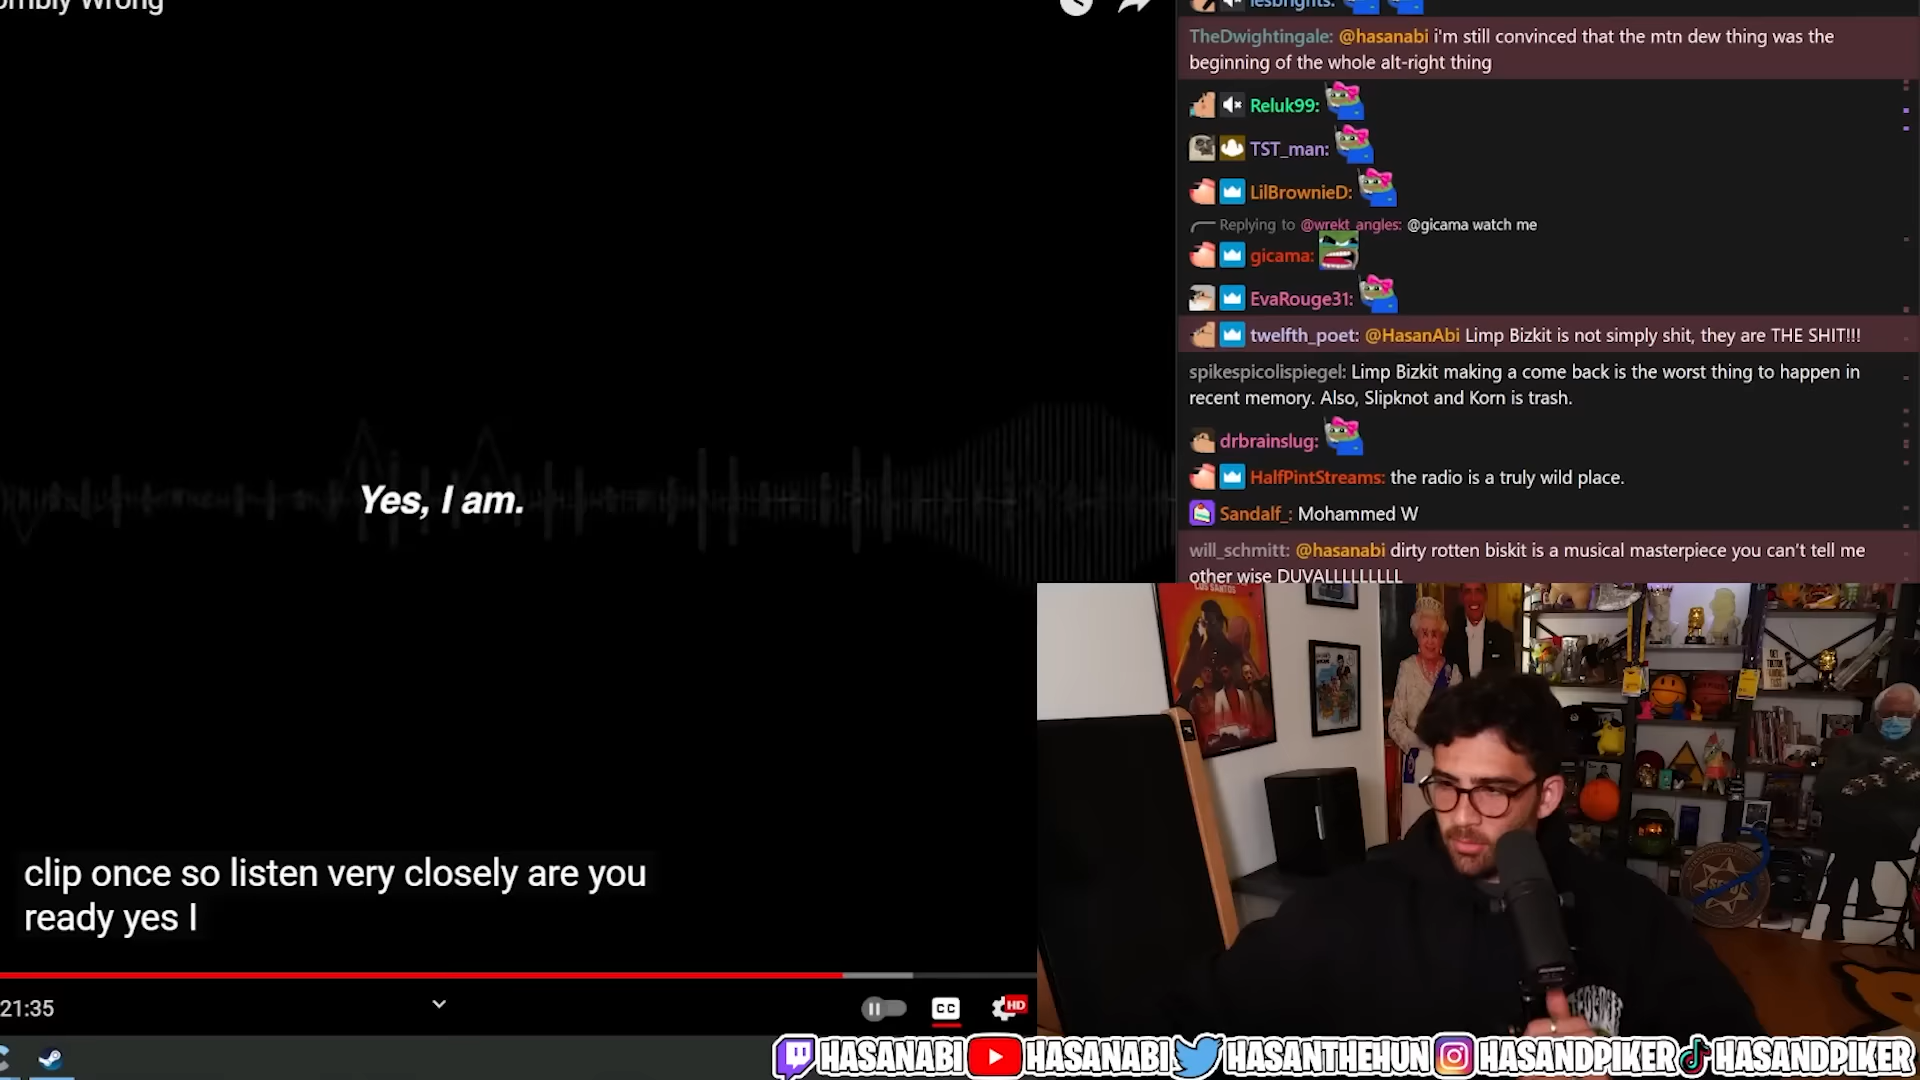 Wrong
TheDwightingale: @hasanabi i'm still convinced that the mtn dew thing was the
beginning of the whole alt-right thing
Reluk99:
TST_man:
LilBrownieD:
Replying to @wrekt_angles: @gicama watch me
gicama:
EvaRouge31:
twelfth_poet: @HasanAbi Limp Bizkit is not simply shit, they are THE SHIT!!!
spikespicolispiegel: Limp Bizkit making a come back is the worst thing to happen in
recent memory. Also, Slipknot and Korn is trash.
drbrainslug:
HalfPintStreams: the radio is a truly wild place.
Sandalf_: Mohammed W
will_schmitt: @hasanabi dirty rotten biskit is a musical masterpiece you can't tell me
other wise DUVALLLLLLLLL
Yes, I am.
LOS SANTOS
clip once so listen very closely are you
ready yes I
21:35
CC
HD
HASANABI HASANABI HASANTHEHUN HASANDPIKER HASANDPIKER